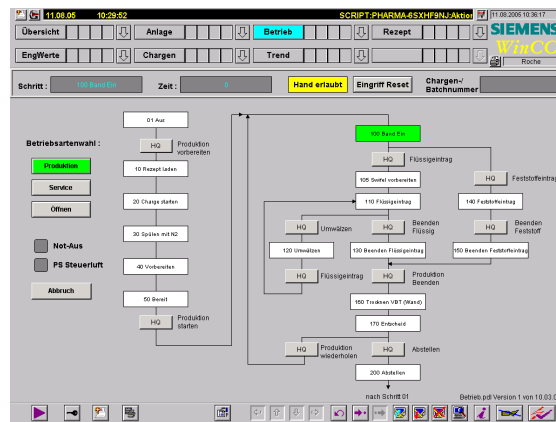 11.08.05 10:29:52 SCRIPT:PHARMA-6SXHF9NJ:Aktion 11.08.2005 10:36:17
Übersicht Anlage Betrieb Rezept SIEMENS
EngWerte Chargen Trend WinCC
Roche
Schritt : 100 Band Ein Zeit : 0 Hand erlaubt Eingriff Reset Chargen-/
Batchnummer
01 Aus
100 Band Ein
Betriebsartenwahl :
HQ Produktion
vorbereiten
HQ Flüssigeintrag
Produktion
10 Rezept laden
105 Swifel vorbereiten
HQ Feststoffeintrag
Service
Öffnen
20 Charge starten
110 Flüssigeintrag
140 Feststoffeintrag
HQ Umwälzen
HQ Beenden
Flüssig
HQ Beenden
Feststoff
30 Spülen mit N2
Not-Aus
120 Umwälzen
130 Beenden Flüssigeintrag
150 Beenden Feststoffeintrag
PS Steuerluft
40 Vorbereiten
HQ Flüssigeintrag
HQ Produktion
Beenden
Abbruch
50 Bereit
160 Trocknen VBT (Wand)
HQ Produktion
starten
170 Entscheid
HQ Produktion
wiederholen
HQ Abstellen
200 Abstellen
nach Schritt 01
Betrieb.pdl Version 1 von 10.03.0